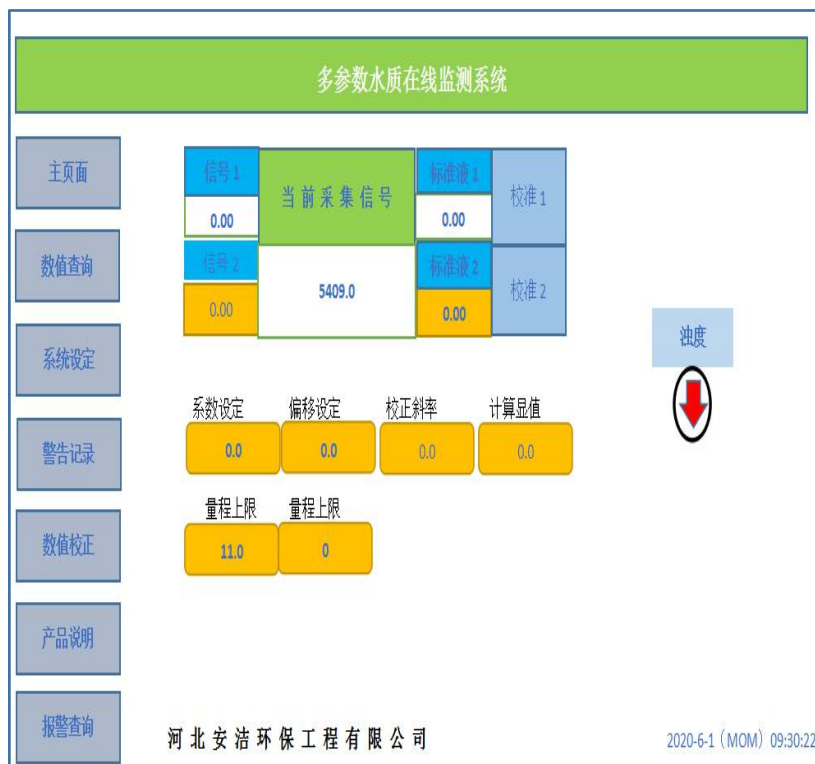 多参数水质在线监测系统
主页面
数值查询
系统设定
警告记录
数值校正
产品说明
报警查询
信号 1
当前采集信号
标准液 1
校准 1
0.00
0.00
信号 2
5409.0
标准液 2
校准 2
0.00
0.00
浊度
系数设定
偏移设定
校正斜率
计算显值
0.0
0.0
0.0
0.0
量程上限
量程上限
11.0
0
河北安洁环保工程有限公司
2020-6-1（MOM）09:30:22